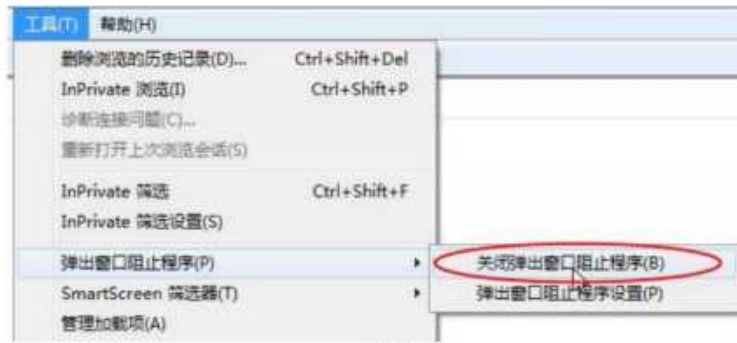 工具(T) 帮助(H)
删除浏览的历史记录(D)... Ctrl+Shift+Del
InPrivate 浏览(I) Ctrl+Shift+P
诊断连接问题(C)...
重新打开上次浏览会话(S)
InPrivate 筛选 Ctrl+Shift+F
InPrivate 筛选设置(S)
弹出窗口阻止程序(P) 关闭弹出窗口阻止程序(B)
SmartScreen 筛选器(T) 弹出窗口阻止程序设置(P)
管理加载项(A)